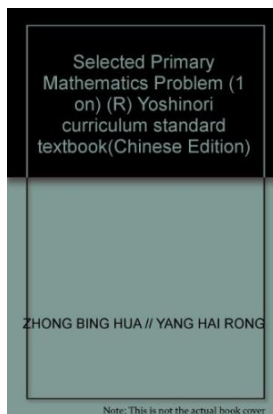 Selected Primary
Mathematics Problem (1
on) (R) Yoshinori
curriculum standard
textbook(Chinese Edition)
ZHONG BING HUA // YANG HAI RONG
Note: This is not the actual book cover